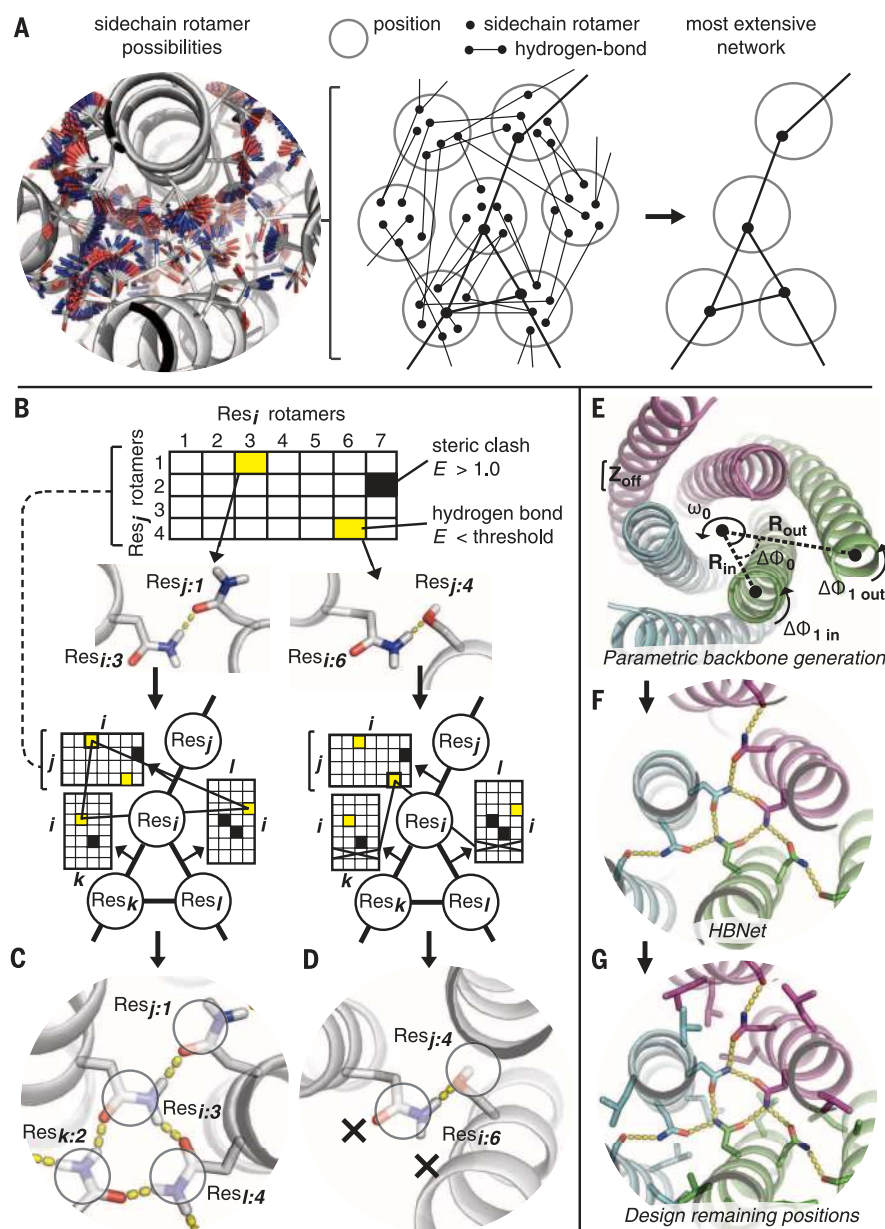 A
sidechain rotamer
possibilities
position
sidechain rotamer
hydrogen-bond
most extensive
network
B
Resi rotamers
1 2 3 4 5 6 7
Resj rotamers
1
2
3
4
steric clash
E > 1.0
hydrogen bond
E < threshold
Resj:1
Resi:3
Resj:4
Resi:6
i
j
Resj
l
i
Resi
i
k
Resk
Resl
i
j
Resj
l
i
Resi
i
k
Resk
Resl
C
Resj:1
Resi:3
Resk:2
Resl:4
D
Resj:4
Resi:6
E
Zoff
ω0
Rout
Rin
ΔΦ0
ΔΦ1 out
ΔΦ1 in
Parametric backbone generation
F
HBNet
G
Design remaining positions